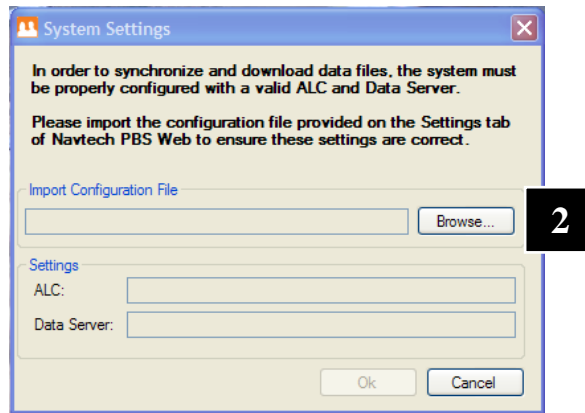 System Settings
In order to synchronize and download data files, the system must
be properly configured with a valid ALC and Data Server.
Please import the configuration file provided on the Settings tab
of Navtech PBS Web to ensure these settings are correct.
Import Configuration File
Browse...
2
Settings
ALC:
Data Server:
Ok
Cancel